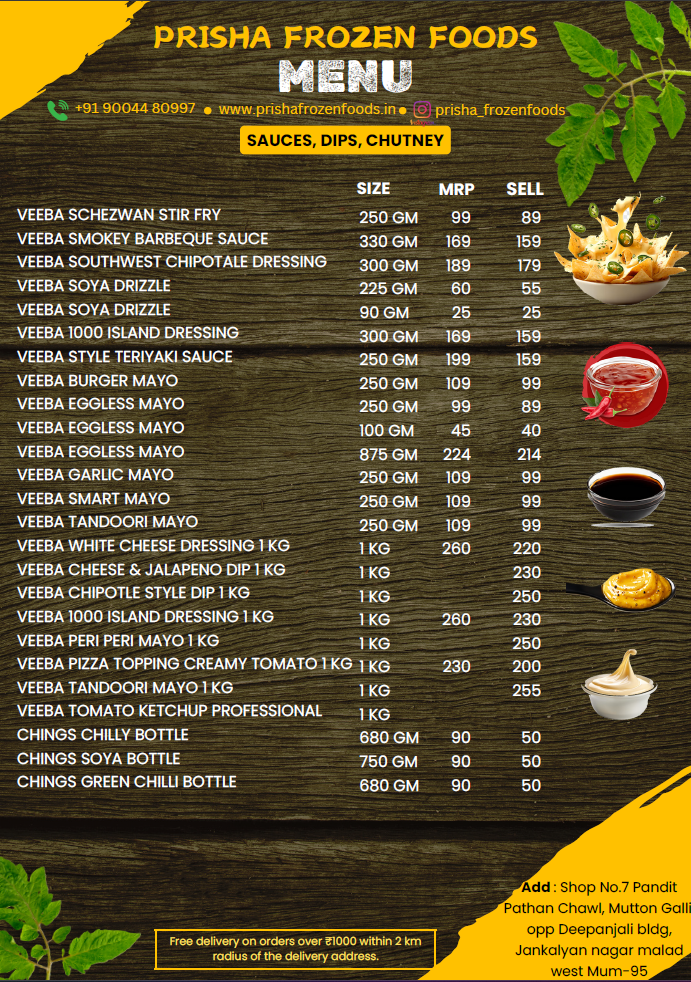 PRISHA FROZEN FOODS
MENU
+91 90044 80997 • www.prishafrozenfoods.in • prisha_frozenfoods
SAUCES, DIPS, CHUTNEY
SIZE MRP SELL
VEEBA SCHEZWAN STIR FRY 250 GM 99 89
VEEBA SMOKEY BARBEQUE SAUCE 330 GM 169 159
VEEBA SOUTHWEST CHIPOTALE DRESSING 300 GM 189 179
VEEBA SOYA DRIZZLE 225 GM 60 55
VEEBA SOYA DRIZZLE 90 GM 25 25
VEEBA 1000 ISLAND DRESSING 300 GM 169 159
VEEBA STYLE TERIYAKI SAUCE 250 GM 199 159
VEEBA BURGER MAYO 250 GM 109 99
VEEBA EGGLESS MAYO 250 GM 99 89
VEEBA EGGLESS MAYO 100 GM 45 40
VEEBA EGGLESS MAYO 875 GM 224 214
VEEBA GARLIC MAYO 250 GM 109 99
VEEBA SMART MAYO 250 GM 109 99
VEEBA TANDOORI MAYO 250 GM 109 99
VEEBA WHITE CHEESE DRESSING 1 KG 1 KG 260 220
VEEBA CHEESE & JALAPENO DIP 1 KG 1 KG 230
VEEBA CHIPOTLE STYLE DIP 1 KG 1 KG 250
VEEBA 1000 ISLAND DRESSING 1 KG 1 KG 260 230
VEEBA PERI PERI MAYO 1 KG 1 KG 250
VEEBA PIZZA TOPPING CREAMY TOMATO 1 KG 1 KG 230 200
VEEBA TANDOORI MAYO 1 KG 1 KG 255
VEEBA TOMATO KETCHUP PROFESSIONAL 1 KG
CHINGS CHILLY BOTTLE 680 GM 90 50
CHINGS SOYA BOTTLE 750 GM 90 50
CHINGS GREEN CHILLI BOTTLE 680 GM 90 50
Add : Shop No.7 Pandit
Pathan Chawl, Mutton Galli
opp Deepanjali bldg,
Jankalyan nagar malad
west Mum-95
Free delivery on orders over ₹1000 within 2 km
radius of the delivery address.